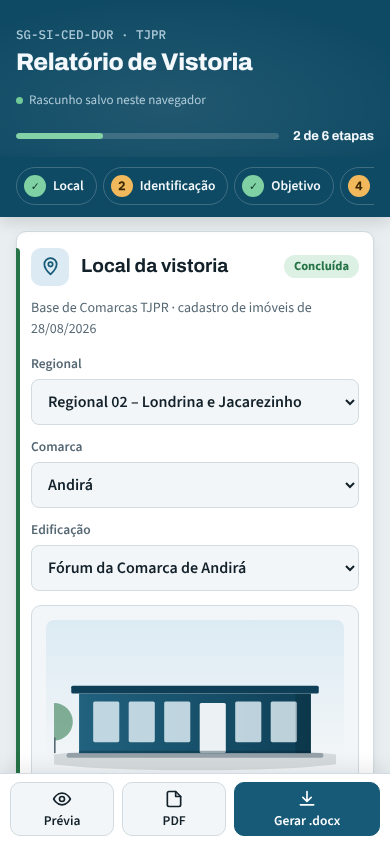 SG-SI-CED-DOR · TJPR
Relatório de Vistoria
Rascunho salvo neste navegador
2 de 6 etapas
✓ Local
2 Identificação
✓ Objetivo
4
Local da vistoria
Concluída
Base de Comarcas TJPR · cadastro de imóveis de
28/08/2026
Regional
Regional 02 – Londrina e Jacarezinho
Comarca
Andirá
Edificação
Fórum da Comarca de Andirá
Prévia
PDF
Gerar .docx